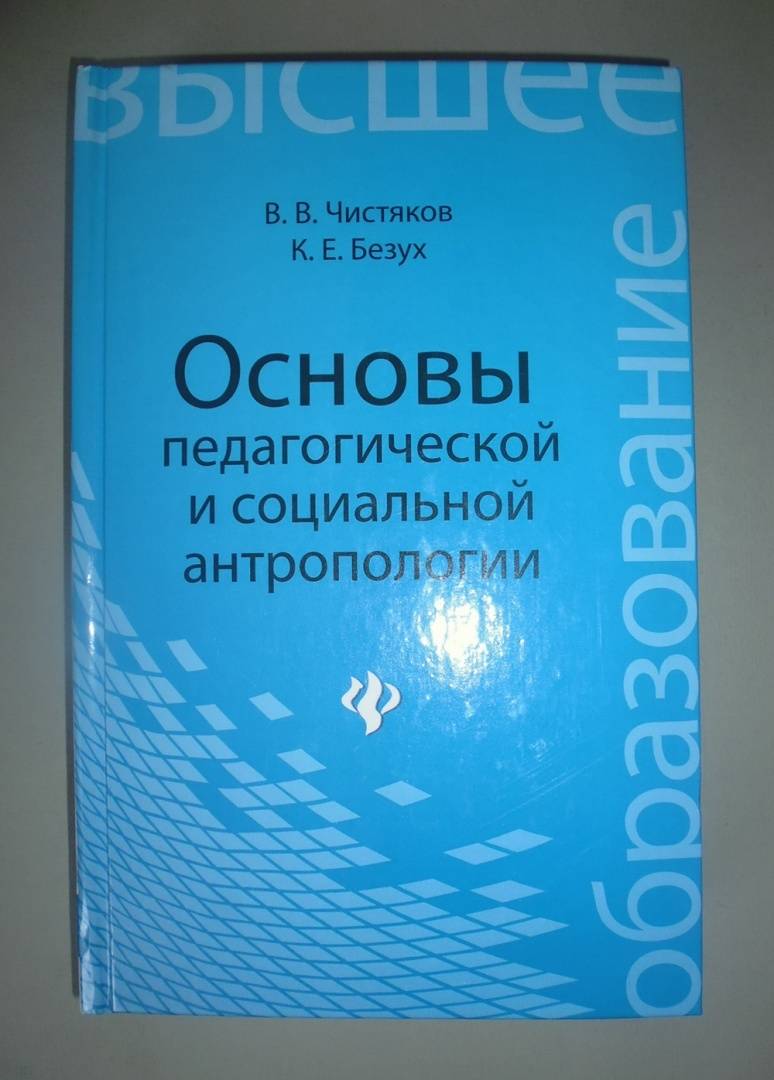 высшее
В. В. Чистяков
К. Е. Безух
Основы
педагогической
и социальной
антропологии
образование